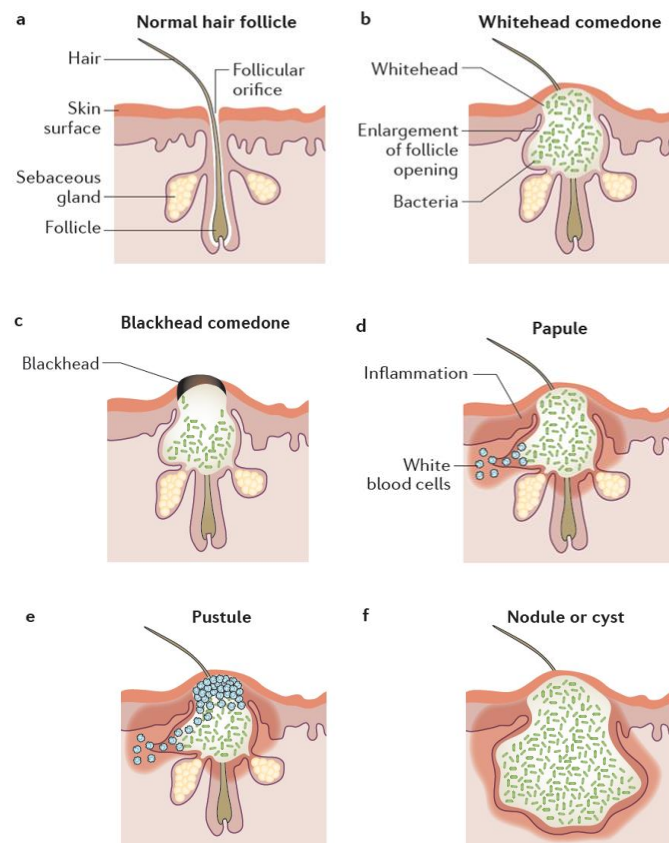 a
Normal hair follicle
Hair
Follicular
orifice
Skin
surface
Sebaceous
gland
Follicle
b
Whitehead comedone
Whitehead
Enlargement
of follicle
opening
Bacteria
c
Blackhead comedone
Blackhead
d
Papule
Inflammation
White
blood cells
e
Pustule
f
Nodule or cyst